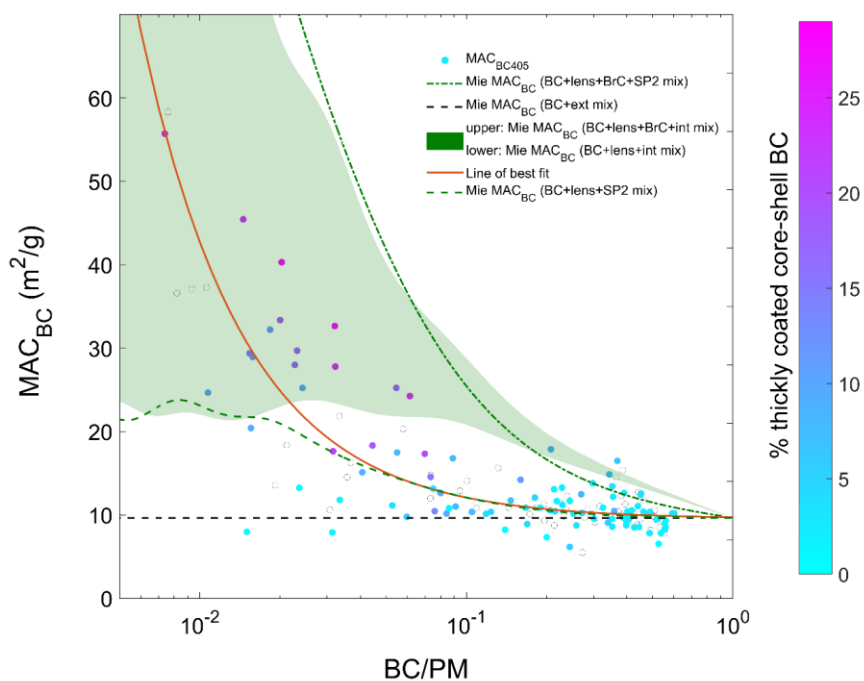 MAC_BC (m²/g)
60
50
40
30
20
10
0
10⁻²
10⁻¹
10⁰
BC/PM
MAC_BC405
Mie MAC_BC (BC+lens+BrC+SP2 mix)
Mie MAC_BC (BC+ext mix)
upper: Mie MAC_BC (BC+lens+BrC+int mix)
lower: Mie MAC_BC (BC+lens+int mix)
Line of best fit
Mie MAC_BC (BC+lens+SP2 mix)
25
20
15
10
5
0
% thickly coated core-shell BC